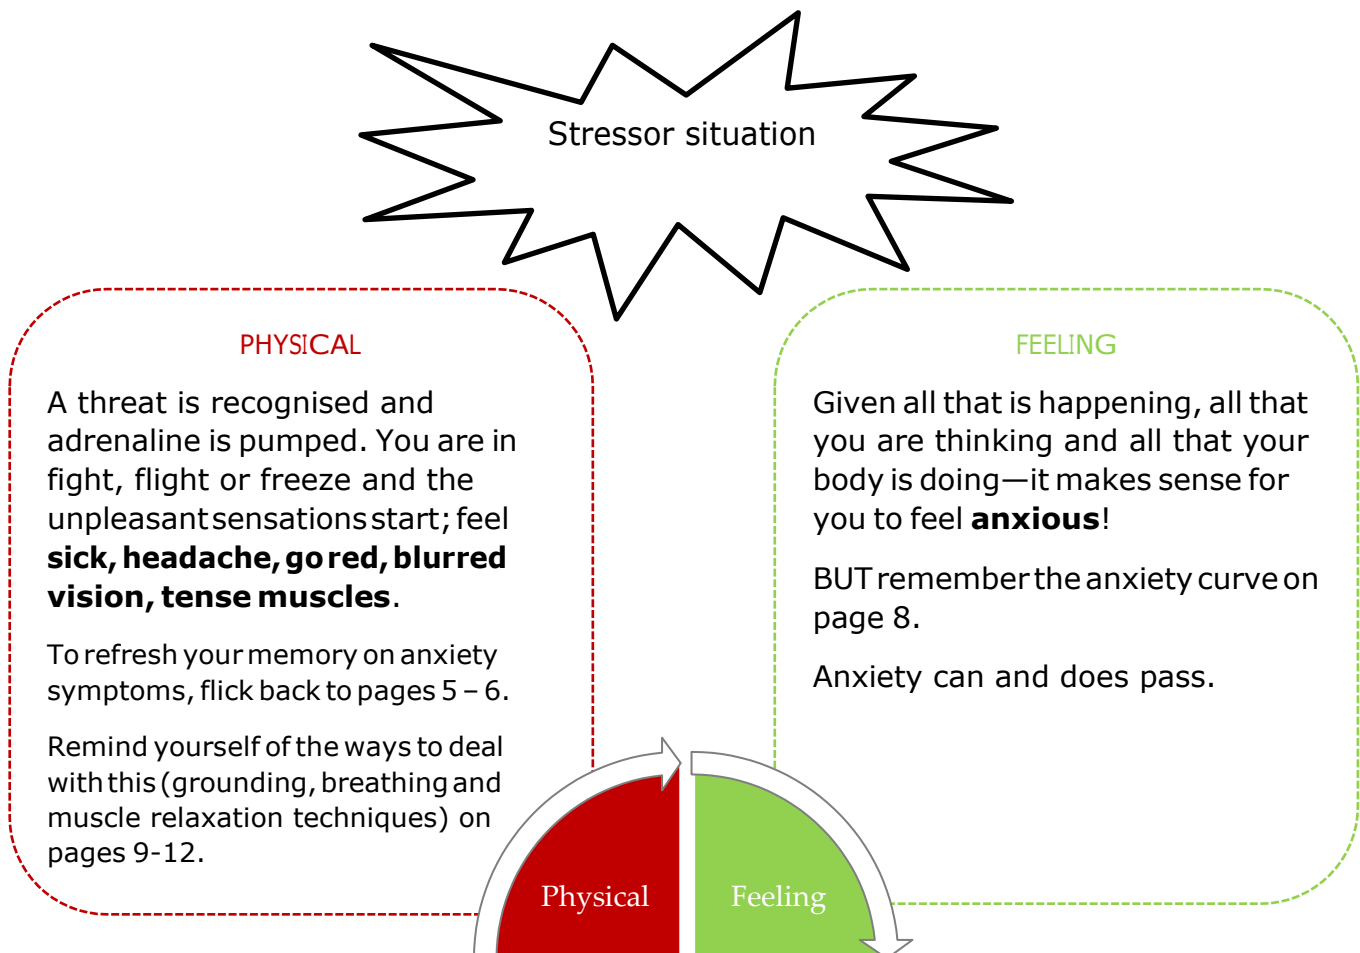 Stressor situation
PHYSICAL
A threat is recognised and
adrenaline is pumped. You are in
fight, flight or freeze and the
unpleasant sensations start; feel
sick, headache, go red, blurred
vision, tense muscles.
To refresh your memory on anxiety
symptoms, flick back to pages 5 – 6.
Remind yourself of the ways to deal
with this (grounding, breathing and
muscle relaxation techniques) on
pages 9-12.
FEELING
Given all that is happening, all that
you are thinking and all that your
body is doing—it makes sense for
you to feel anxious!
BUT remember the anxiety curve on
page 8.
Anxiety can and does pass.
Physical
Feeling